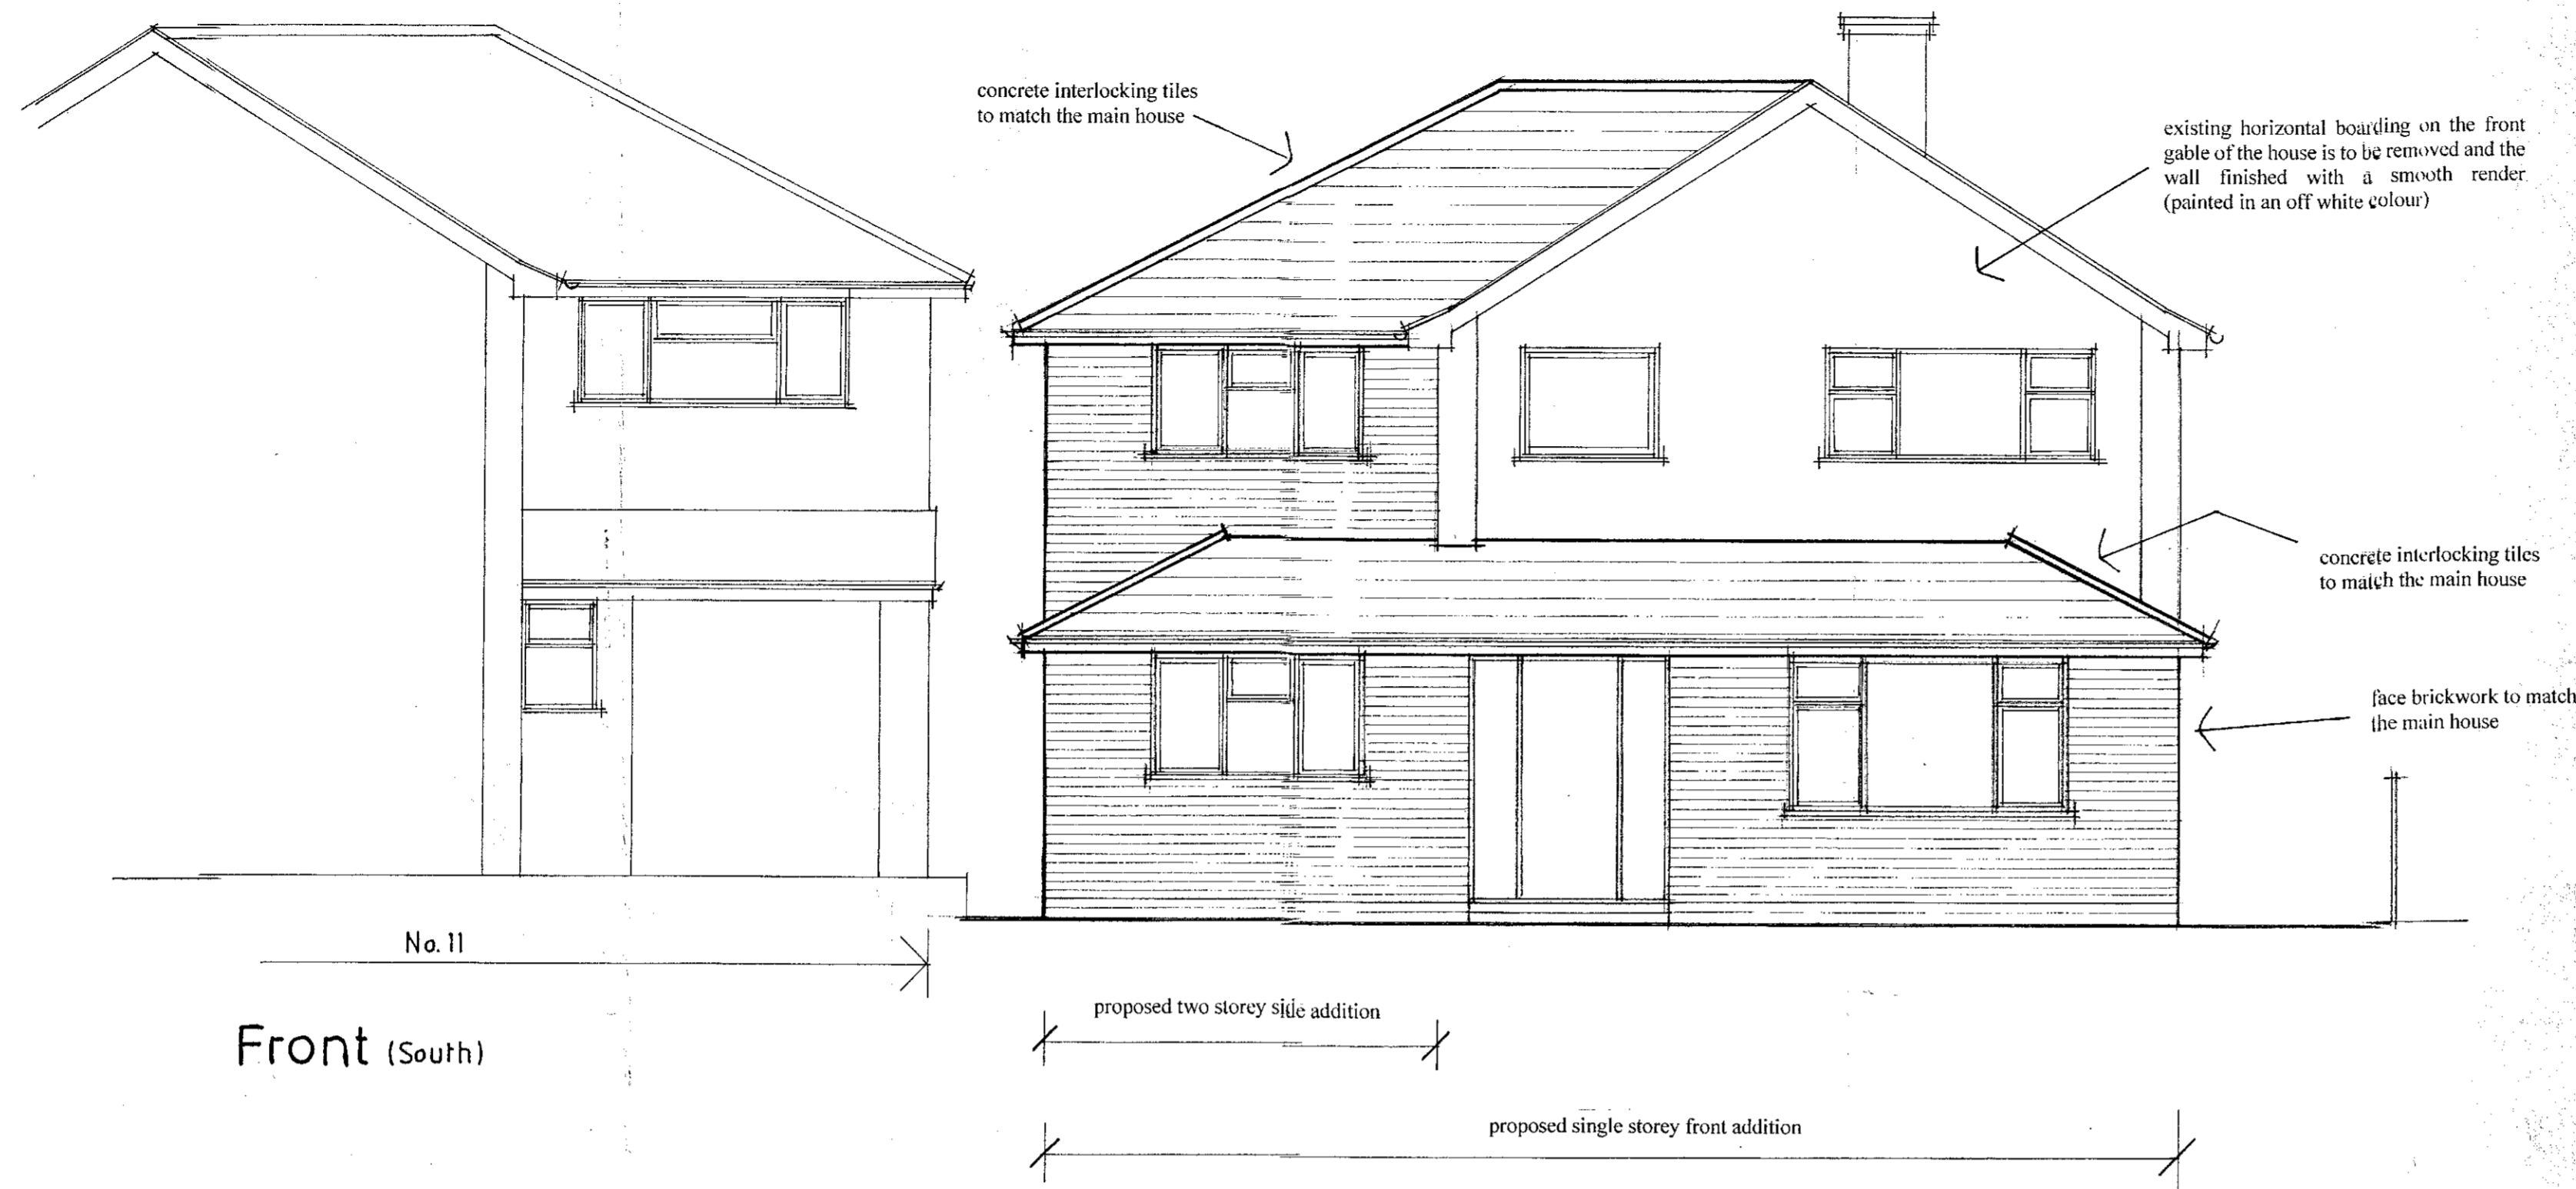 concrete interlocking tiles
to match the main house
existing horizontal boarding on the front
gable of the house is to be removed and the
wall finished with a smooth render
(painted in an off white colour)
concrete interlocking tiles
to match the main house
face brickwork to match
the main house
No. 11
Front (South)
proposed two storey side addition
proposed single storey front addition